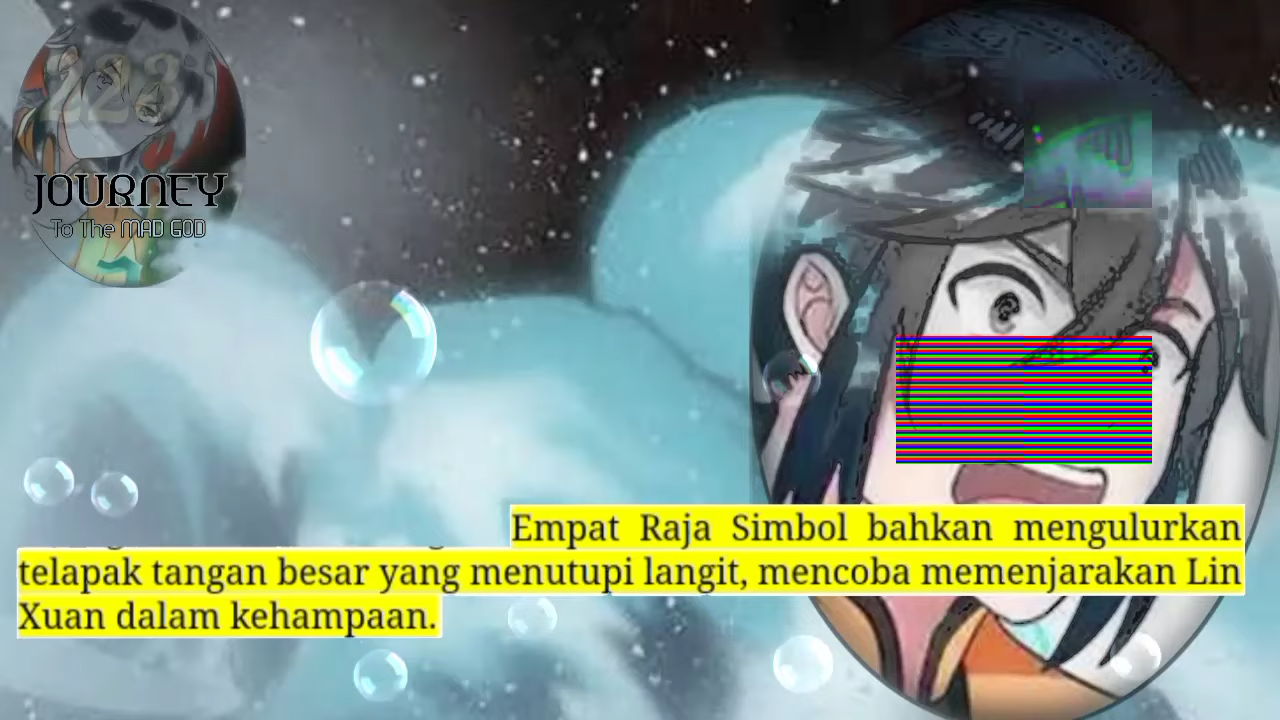 223
JOURNEY
To The MAD GOD
Empat Raja Simbol bahkan mengulurkan
telapak tangan besar yang menutupi langit, mencoba memenjarakan Lin
Xuan dalam kehampaan.